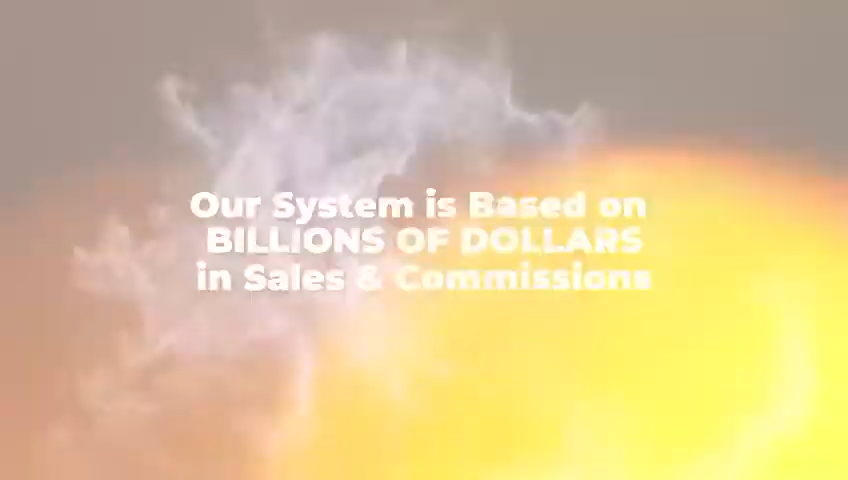 Our System is Based on
BILLIONS OF DOLLARS
in Sales & Commissions